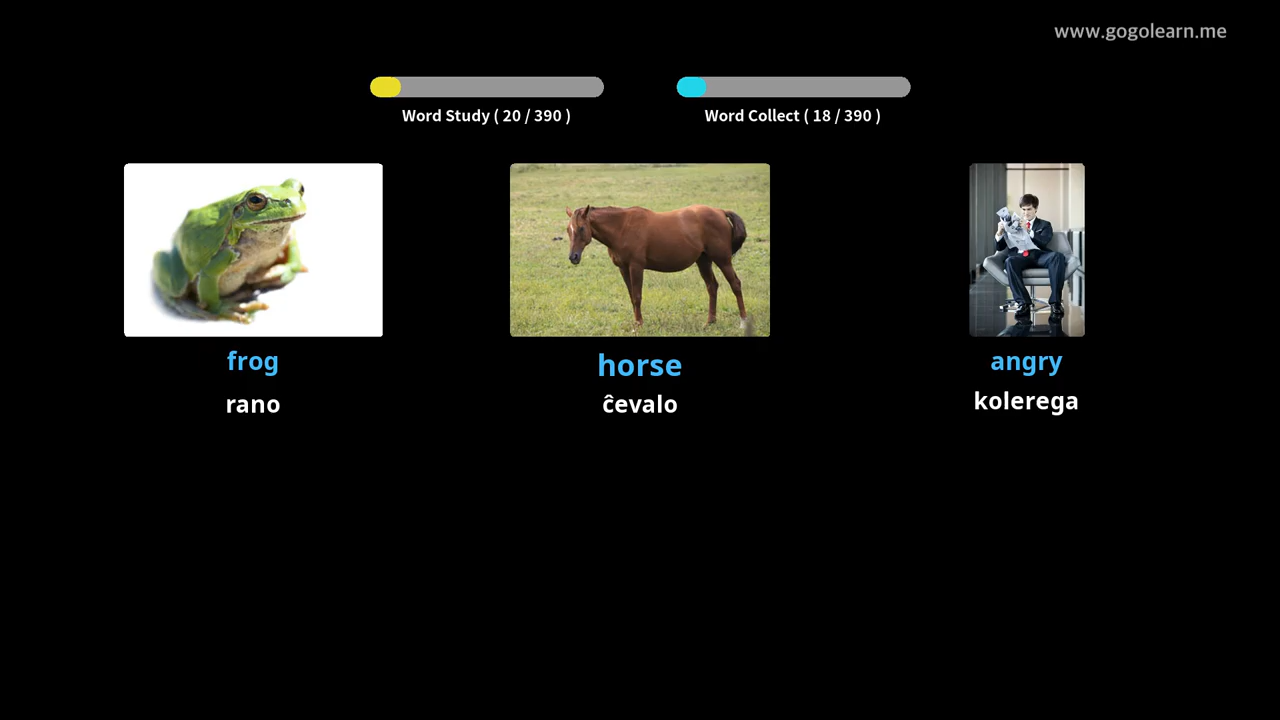 www.gogolearn.me
Word Study ( 20 / 390 )
Word Collect ( 18 / 390 )
frog
horse
angry
rano
ĉevalo
kolerega